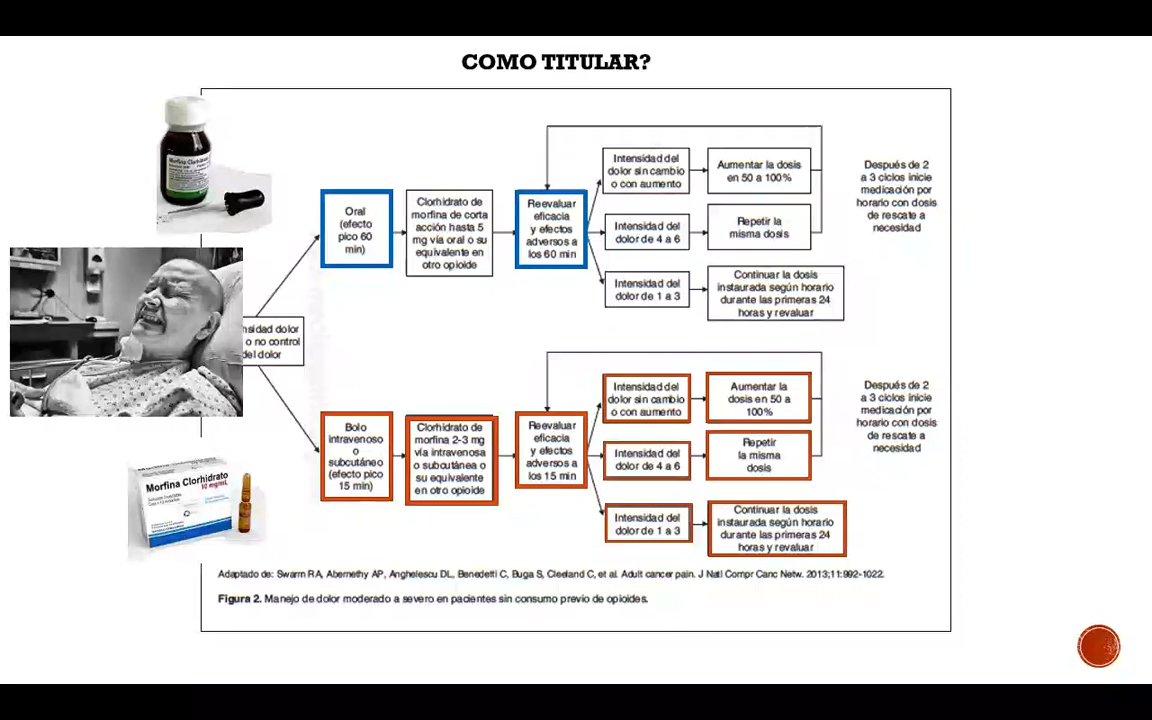 COMO TITULAR?
Morfina Clorhidrato
Oral
(efecto
pico 60
min)
Clorhidrato de
morfina de corta
acción hasta 5
mg vía oral o su
equivalente en
otro opioide
Reevaluar
eficacia
y efectos
adversos a
los 60 min
Intensidad del
dolor sin cambio
o con aumento
Aumentar la dosis
en 50 a 100%
Intensidad del
dolor de 4 a 6
Repetir la
misma dosis
Intensidad del
dolor de 1 a 3
Continuar la dosis
instaurada según horario
durante las primeras 24
horas y revaluar
Después de 2
a 3 ciclos inicie
medicación por
horario con dosis
de rescate a
necesidad
dolor
o no control
del dolor
Bolo
intravenoso
o
subcutáneo
(efecto pico
15 min)
Clorhidrato de
morfina 2-3 mg
vía intravenosa
o subcutánea o
su equivalente
en otro opioide
Reevaluar
eficacia
y efectos
adversos a
los 15 min
Intensidad del
dolor sin cambio
o con aumento
Aumentar la
dosis en 50 a
100%
Intensidad del
dolor de 4 a 6
Repetir
la misma
dosis
Intensidad del
dolor de 1 a 3
Continuar la dosis
instaurada según horario
durante las primeras 24
horas y revaluar
Después de 2
a 3 ciclos inicie
medicación por
horario con dosis
de rescate a
necesidad
Morfina Clorhidrato
10 mg/mL
Adaptado de: Swarm RA, Abernethy AP, Anghelescu DL, Benedetti C, Buga S, Cleeland C, et al. Adult cancer pain. J Natl Compr Canc Netw. 2013;11:992-1022.
Figura 2. Manejo de dolor moderado a severo en pacientes sin consumo previo de opioides.